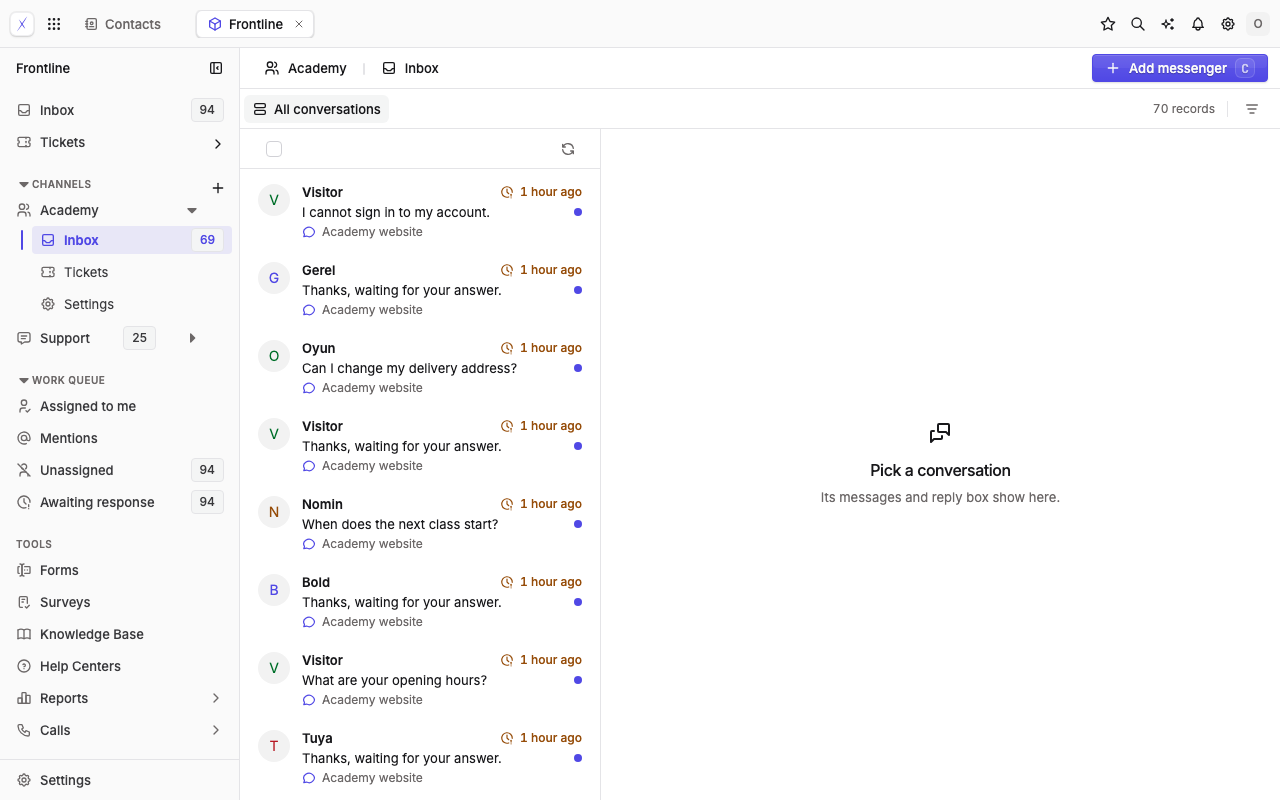 Contacts
Frontline
O
Frontline
Academy
Inbox
Add messenger C
Inbox 94
Tickets
All conversations
70 records
CHANNELS
Academy
Inbox 69
Tickets
Settings
Support 25
WORK QUEUE
Assigned to me
Mentions
Unassigned 94
Awaiting response 94
TOOLS
Forms
Surveys
Knowledge Base
Help Centers
Reports
Calls
Settings
V Visitor 1 hour ago
I cannot sign in to my account.
Academy website
G Gerel 1 hour ago
Thanks, waiting for your answer.
Academy website
O Oyun 1 hour ago
Can I change my delivery address?
Academy website
V Visitor 1 hour ago
Thanks, waiting for your answer.
Academy website
N Nomin 1 hour ago
When does the next class start?
Academy website
B Bold 1 hour ago
Thanks, waiting for your answer.
Academy website
V Visitor 1 hour ago
What are your opening hours?
Academy website
T Tuya 1 hour ago
Thanks, waiting for your answer.
Academy website
Pick a conversation
Its messages and reply box show here.